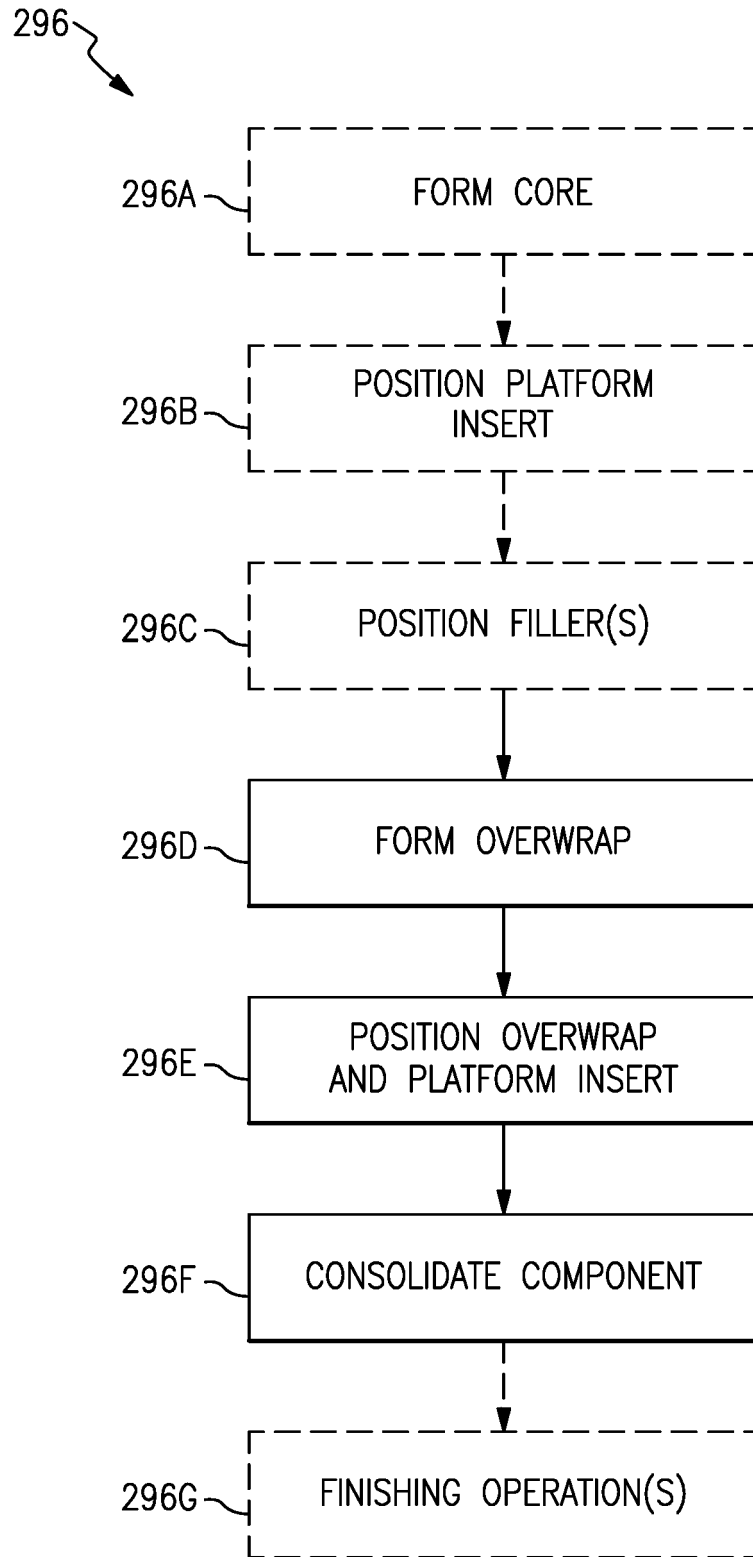 296
296A
FORM CORE
296B
POSITION PLATFORM
INSERT
296C
POSITION FILLER(S)
296D
FORM OVERWRAP
296E
POSITION OVERWRAP
AND PLATFORM INSERT
296F
CONSOLIDATE COMPONENT
296G
FINISHING OPERATION(S)